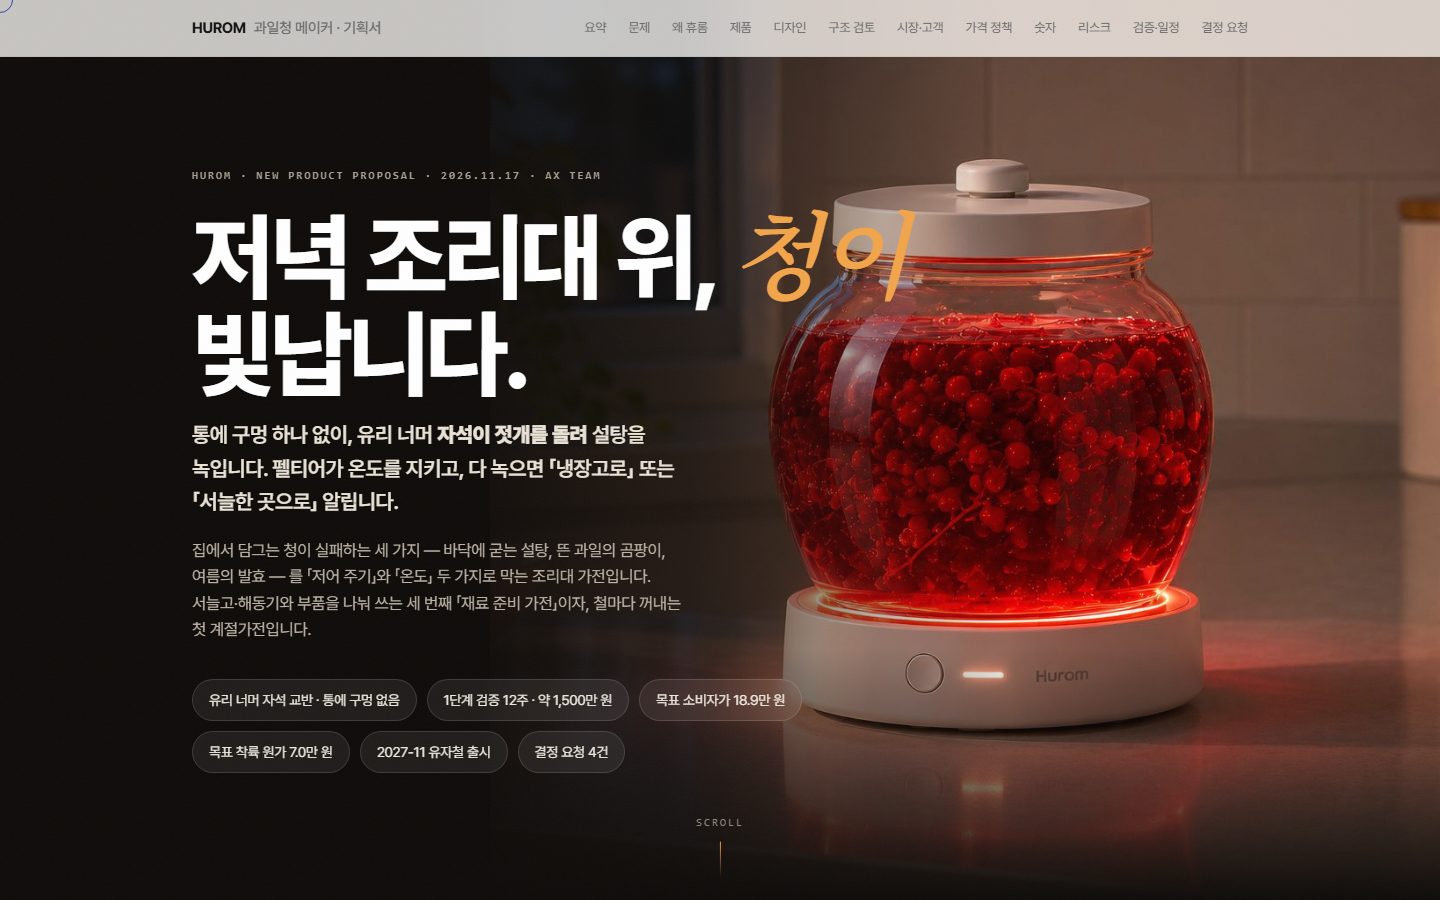 HUROM 과일청 메이커 · 기획서
요약 문제 왜 휴롬 제품 디자인 구조 검토 시장·고객 가격 정책 숫자 리스크 검증·일정 결정 요청
HUROM · NEW PRODUCT PROPOSAL · 2026.11.17 · AX TEAM
저녁 조리대 위, 청이
빛납니다.
통에 구멍 하나 없이, 유리 너머 자석이 젓개를 돌려 설탕을
녹입니다. 펠티어가 온도를 지키고, 다 녹으면 「냉장고로」 또는
「서늘한 곳으로」 알립니다.
집에서 담그는 청이 실패하는 세 가지 — 바닥에 굳는 설탕, 뜬 과일의 곰팡이,
여름의 발효 — 를 「저어 주기」와 「온도」 두 가지로 막는 조리대 가전입니다.
서늘고·해동기와 부품을 나눠 쓰는 세 번째 「재료 준비 가전」이자, 철마다 꺼내는
첫 계절가전입니다.
유리 너머 자석 교반 · 통에 구멍 없음
1단계 검증 12주 · 약 1,500만 원
목표 소비자가 18.9만 원
목표 착륙 원가 7.0만 원
2027-11 유자철 출시
결정 요청 4건
Hurom
SCROLL